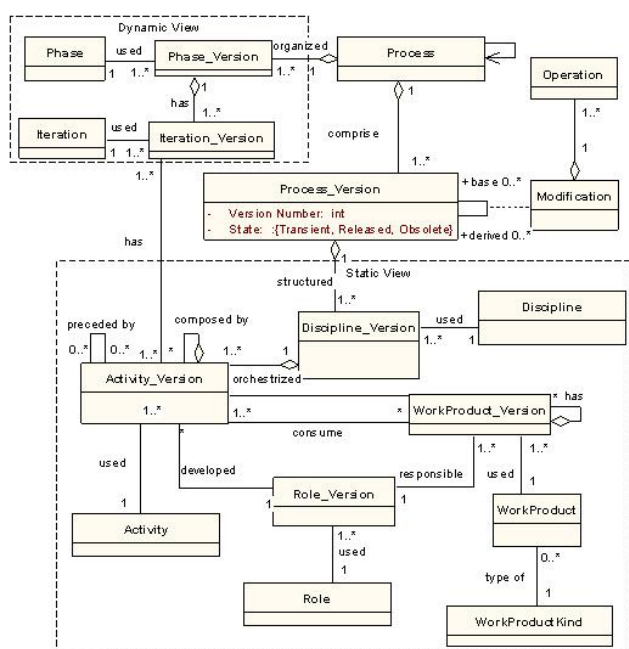 Dynamic View
Phase
used
1
1..*
Phase_Version
organized
1..*
1
Process
1
has
1..*
1
Operation
1..*
Iteration
used
1
1..*
Iteration_Version
1..*
comprise
1..*
Process_Version
- Version Number: int
- State: :{Transient, Released, Obsolete}
+ base 0..*
+ derived 0..*
Modification
has
1
Static View
structured
1..*
Discipline_Version
used
1..*
1
Discipline
preceded by
0..*
0..*
composed by
1..*
*
1..*
1
orchestrized
Activity_Version
1..*
1..*
*
consume
WorkProduct_Version
* has
*
used
1
Activity
developed
1
Role_Version
responsible
1
1..*
1..*
used
1
WorkProduct
1..*
used
1
Role
0..*
type of
1
WorkProductKind